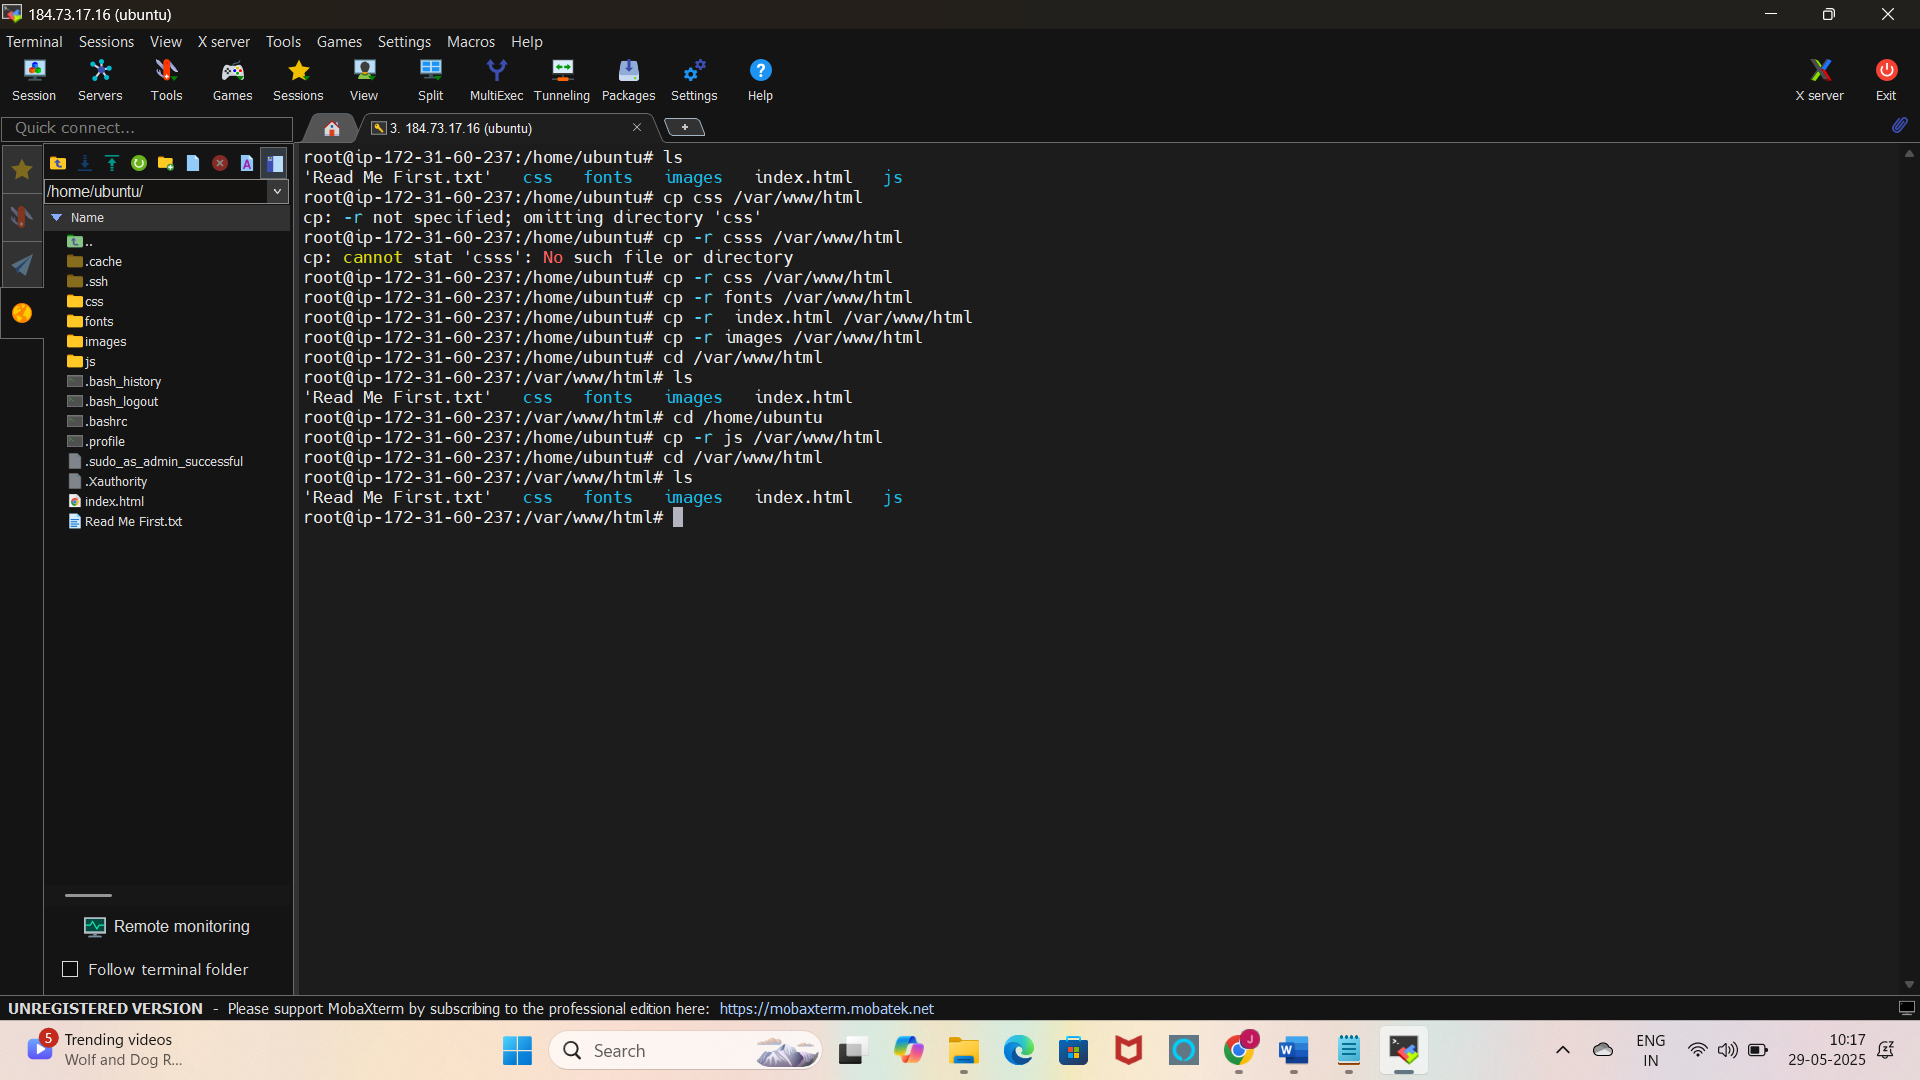 184.73.17.16 (ubuntu)
Terminal Sessions View X server Tools Games Settings Macros Help
Session Servers Tools Games Sessions View Split MultiExec Tunneling Packages Settings Help X server Exit
Quick connect...
3. 184.73.17.16 (ubuntu)
/home/ubuntu/
Name
..
.cache
.ssh
css
fonts
images
js
.bash_history
.bash_logout
.bashrc
.profile
.sudo_as_admin_successful
.Xauthority
index.html
Read Me First.txt
Remote monitoring
Follow terminal folder
root@ip-172-31-60-237:/home/ubuntu# ls
'Read Me First.txt' css fonts images index.html js
root@ip-172-31-60-237:/home/ubuntu# cp css /var/www/html
cp: -r not specified; omitting directory 'css'
root@ip-172-31-60-237:/home/ubuntu# cp -r csss /var/www/html
cp: cannot stat 'csss': No such file or directory
root@ip-172-31-60-237:/home/ubuntu# cp -r css /var/www/html
root@ip-172-31-60-237:/home/ubuntu# cp -r fonts /var/www/html
root@ip-172-31-60-237:/home/ubuntu# cp -r  index.html /var/www/html
root@ip-172-31-60-237:/home/ubuntu# cp -r images /var/www/html
root@ip-172-31-60-237:/home/ubuntu# cd /var/www/html
root@ip-172-31-60-237:/var/www/html# ls
'Read Me First.txt' css fonts images index.html
root@ip-172-31-60-237:/var/www/html# cd /home/ubuntu
root@ip-172-31-60-237:/home/ubuntu# cp -r js /var/www/html
root@ip-172-31-60-237:/home/ubuntu# cd /var/www/html
root@ip-172-31-60-237:/var/www/html# ls
'Read Me First.txt' css fonts images index.html js
root@ip-172-31-60-237:/var/www/html#
UNREGISTERED VERSION - Please support MobaXterm by subscribing to the professional edition here: https://mobaxterm.mobatek.net
5
Trending videos
Wolf and Dog R...
Search
J
W
ENG
IN
10:17
29-05-2025